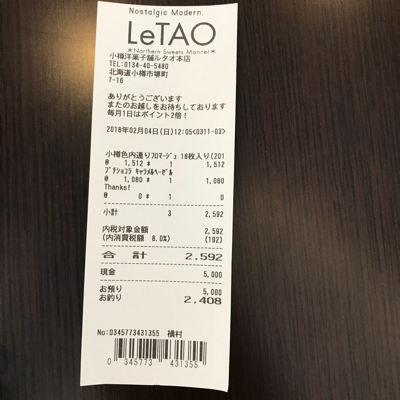 Nostalgic Modern.
LeTAO
*Northern Sweets Manner*
小樽洋菓子舗ルタオ本店
TEL:0134-40-5480
北海道小樽市堺町
7-16
ありがとうございます
またのお越しをお待ちしております
毎月1日はポイント2倍！
2018年02月04日(日)12:05<0311-03>
小樽色内通りﾌﾛﾏｰｼﾞｭ 18枚入り(201
@ 1,512 * 1 1,512
ﾌﾟﾁｼｮｺﾗ ｷｬﾗﾒﾙﾍｰｾﾞﾙ
@ 1,080 * 1 1,080
Thanks!
@ 0 * 1 0
小計 3 2,592
内税対象金額 2,592
(内消費税額 8.0%) (192)
合 計 2,592
現金 5,000
お預り 5,000
お釣り 2,408
No:0345773431355 橋村
0 345773 431355